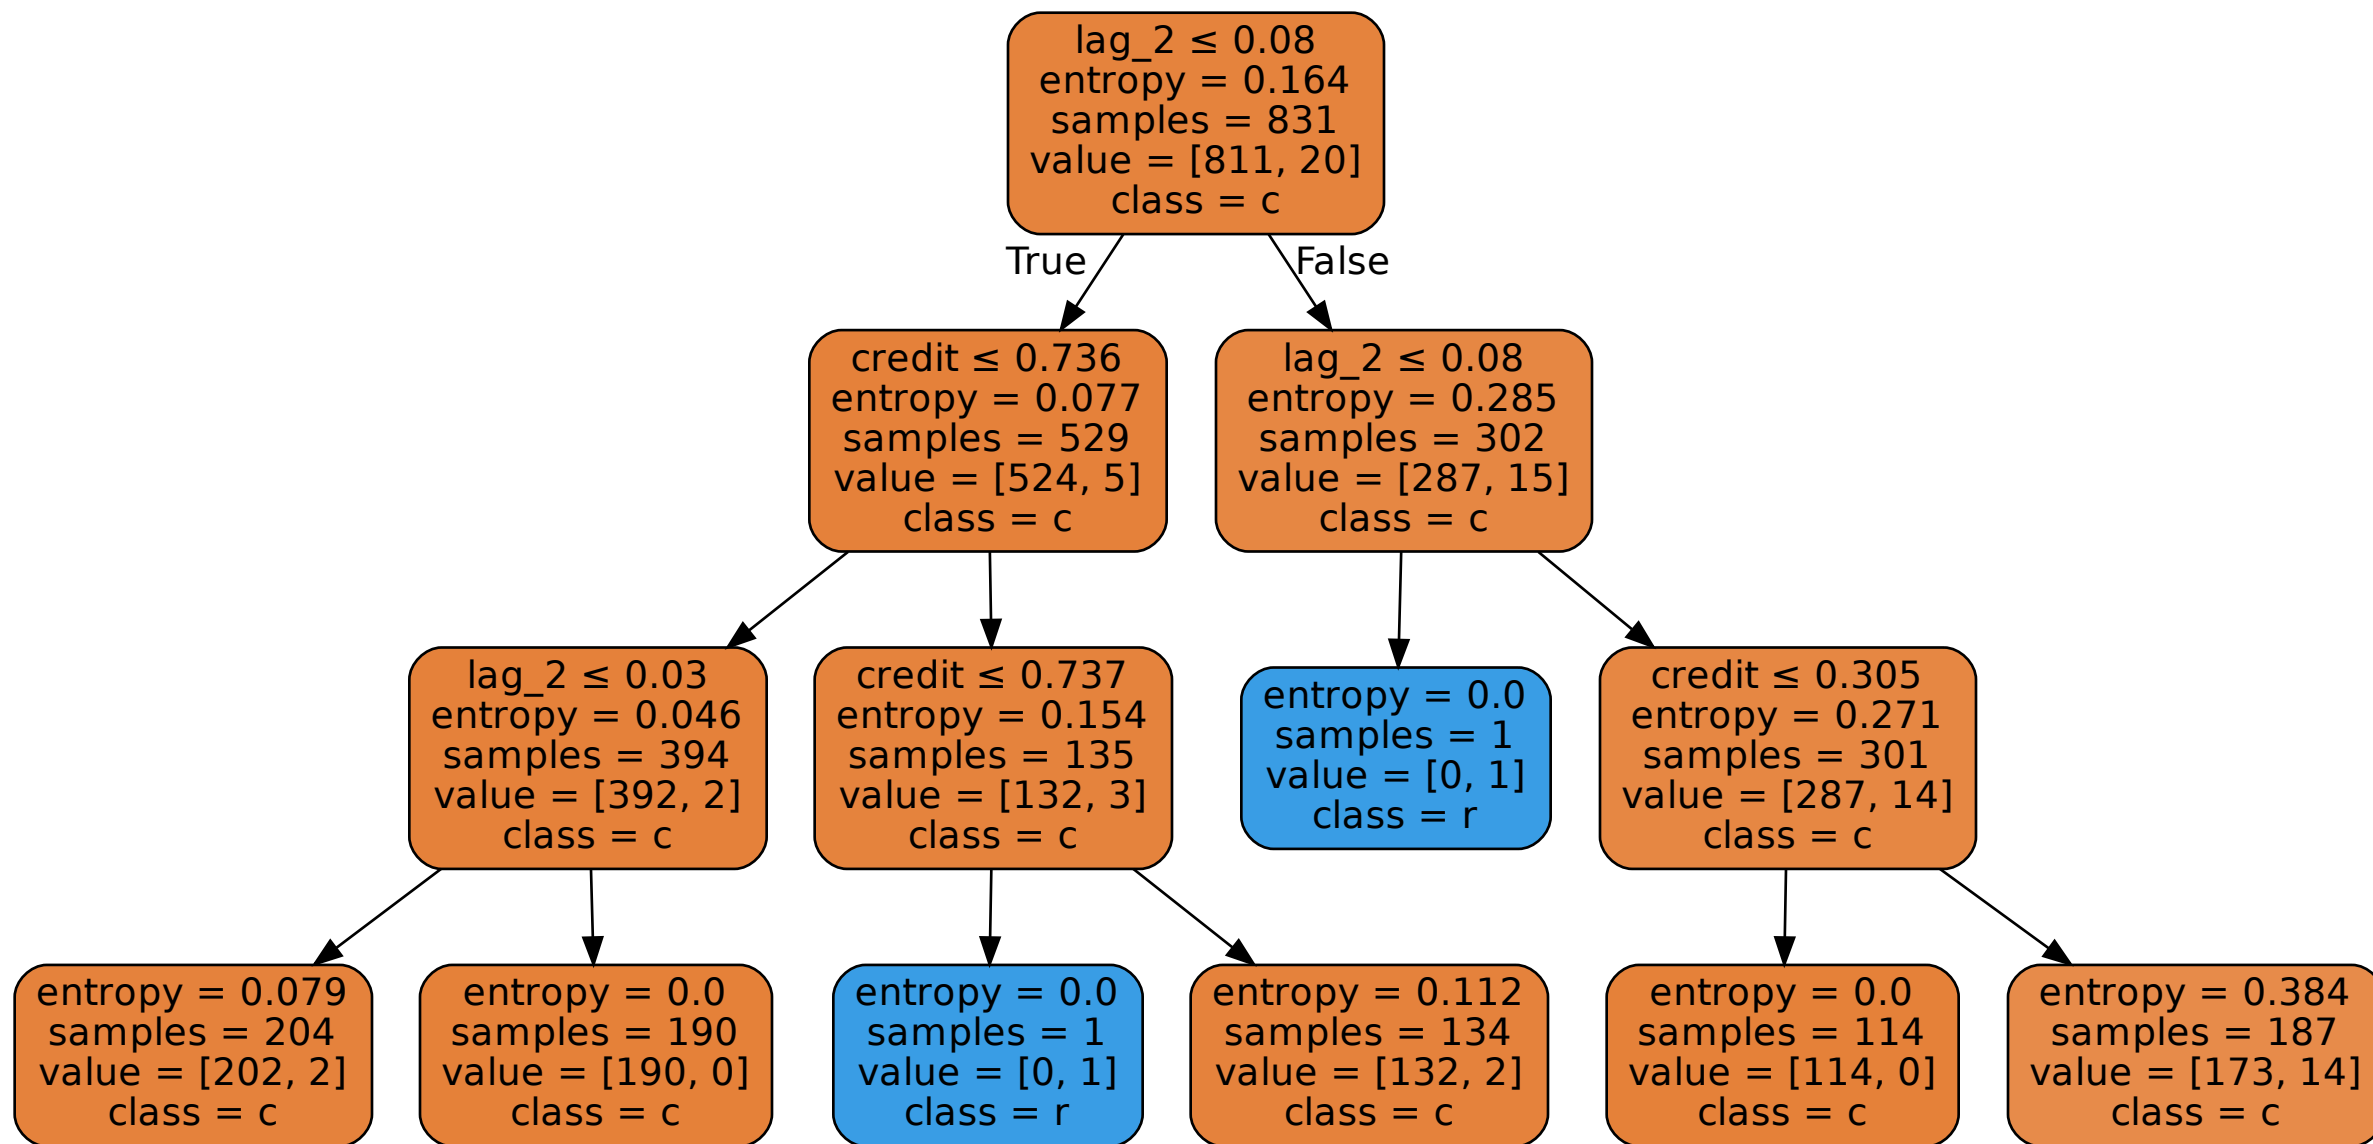 lag_2 ≤ 0.08
entropy = 0.164
samples = 831
value = [811, 20]
class = c
True
False
credit ≤ 0.736
entropy = 0.077
samples = 529
value = [524, 5]
class = c
lag_2 ≤ 0.08
entropy = 0.285
samples = 302
value = [287, 15]
class = c
lag_2 ≤ 0.03
entropy = 0.046
samples = 394
value = [392, 2]
class = c
credit ≤ 0.737
entropy = 0.154
samples = 135
value = [132, 3]
class = c
entropy = 0.0
samples = 1
value = [0, 1]
class = r
credit ≤ 0.305
entropy = 0.271
samples = 301
value = [287, 14]
class = c
entropy = 0.079
samples = 204
value = [202, 2]
class = c
entropy = 0.0
samples = 190
value = [190, 0]
class = c
entropy = 0.0
samples = 1
value = [0, 1]
class = r
entropy = 0.112
samples = 134
value = [132, 2]
class = c
entropy = 0.0
samples = 114
value = [114, 0]
class = c
entropy = 0.384
samples = 187
value = [173, 14]
class = c